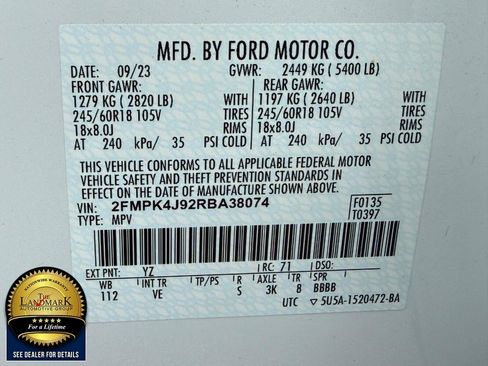 MFD. BY FORD MOTOR CO.
DATE: 09/23 GVWR: 2449 KG ( 5400 LB)
FRONT GAWR: REAR GAWR:
1279 KG ( 2820 LB) WITH 1197 KG ( 2640 LB) WITH
245/60R18 105V TIRES 245/60R18 105V TIRES
18x8.0J RIMS 18x8.0J RIMS
AT 240 kPa/ 35 PSI COLD AT 240 kPa/ 35 PSI COLD
THIS VEHICLE CONFORMS TO ALL APPLICABLE FEDERAL MOTOR
VEHICLE SAFETY AND THEFT PREVENTION STANDARDS IN
EFFECT ON THE DATE OF MANUFACTURE SHOWN ABOVE.
VIN: 2FMPK4J92RBA38074 F0135
TYPE: MPV T0397
EXT PNT: YZ RC: 71 DSO:
WB INT TR TP/PS R AXLE TR SPR
112 VE S 3K 8 BBBB
UTC 5U5A-1520472-BA
NATIONWIDE WARRANTY
The
LANDMARK
AUTOMOTIVE GROUP
For a Lifetime
SEE DEALER FOR DETAILS